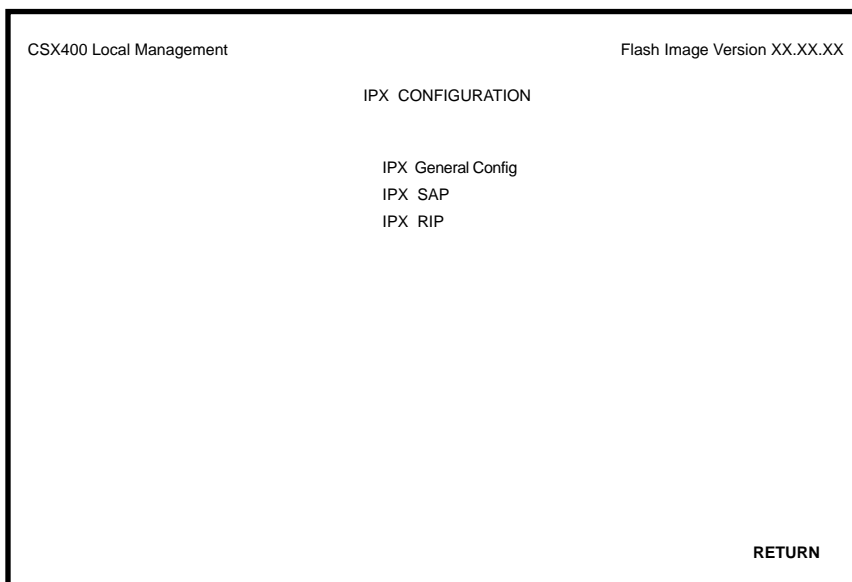 CSX400 Local Management Flash Image Version XX.XX.XX
IPX CONFIGURATION
IPX General Config
IPX SAP
IPX RIP
RETURN